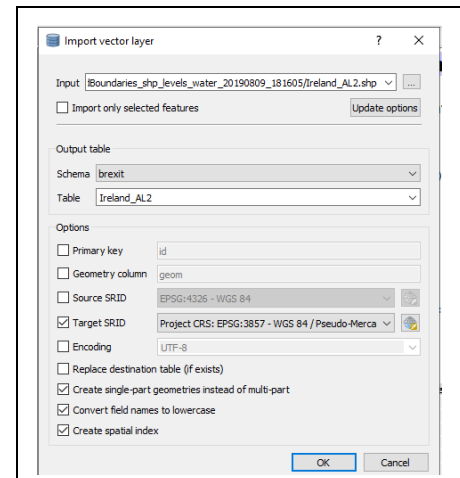 Import vector layer ? ×
Input tBoundaries_shp_levels_water_20190809_181605/Ireland_AL2.shp ...
Import only selected features Update options
Output table
Schema brexit
Table Ireland_AL2
Options
Primary key id
Geometry column geom
Source SRID EPSG:4326 - WGS 84
Target SRID Project CRS: EPSG:3857 - WGS 84 / Pseudo-Merca
Encoding UTF-8
Replace destination table (if exists)
Create single-part geometries instead of multi-part
Convert field names to lowercase
Create spatial index
OK Cancel